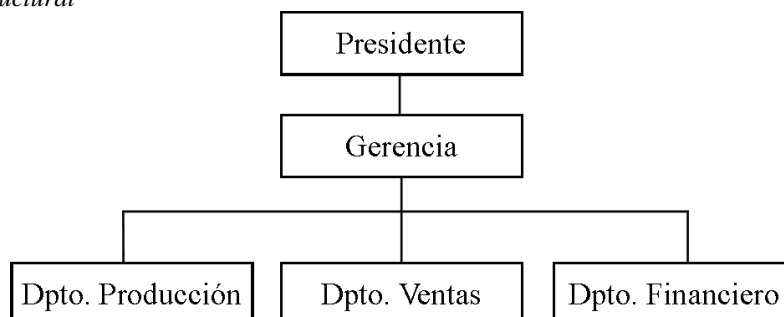 Presidente
Gerencia
Dpto. Producción Dpto. Ventas Dpto. Financiero